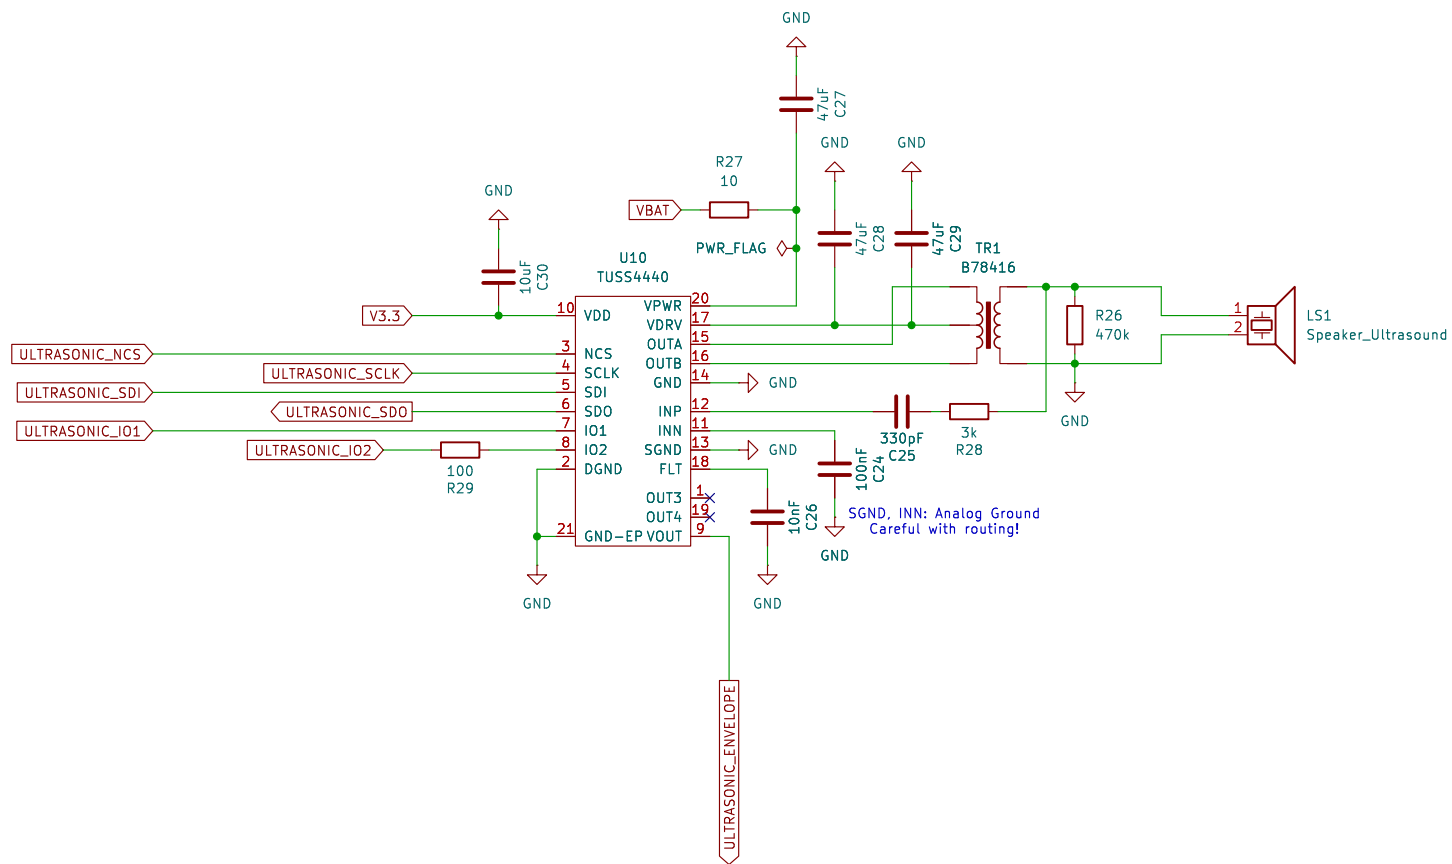 GND
47uF
C27
GND
GND
R27
10
GND
VBAT
47uF
C28
47uF
C29
PWR_FLAG
TR1
B78416
10uF
C30
U10
TUSS4440
V3.3
10
VDD
VPWR
20
VDRV
17
OUTA
15
OUTB
16
GND
14
GND
INP
12
INN
11
SGND
13
GND
FLT
18
OUT3
1
OUT4
19
VOUT
9
ULTRASONIC_NCS
3
NCS
ULTRASONIC_SCLK
4
SCLK
ULTRASONIC_SDI
5
SDI
ULTRASONIC_SDO
6
SDO
ULTRASONIC_IO1
7
IO1
ULTRASONIC_IO2
8
IO2
100
R29
2
DGND
21
GND-EP
GND
R26
470k
1
2
LS1
Speaker_Ultrasound
GND
330pF
C25
3k
R28
100nF
C24
10nF
C26
SGND, INN: Analog Ground
Careful with routing!
GND
GND
ULTRASONIC_ENVELOPE